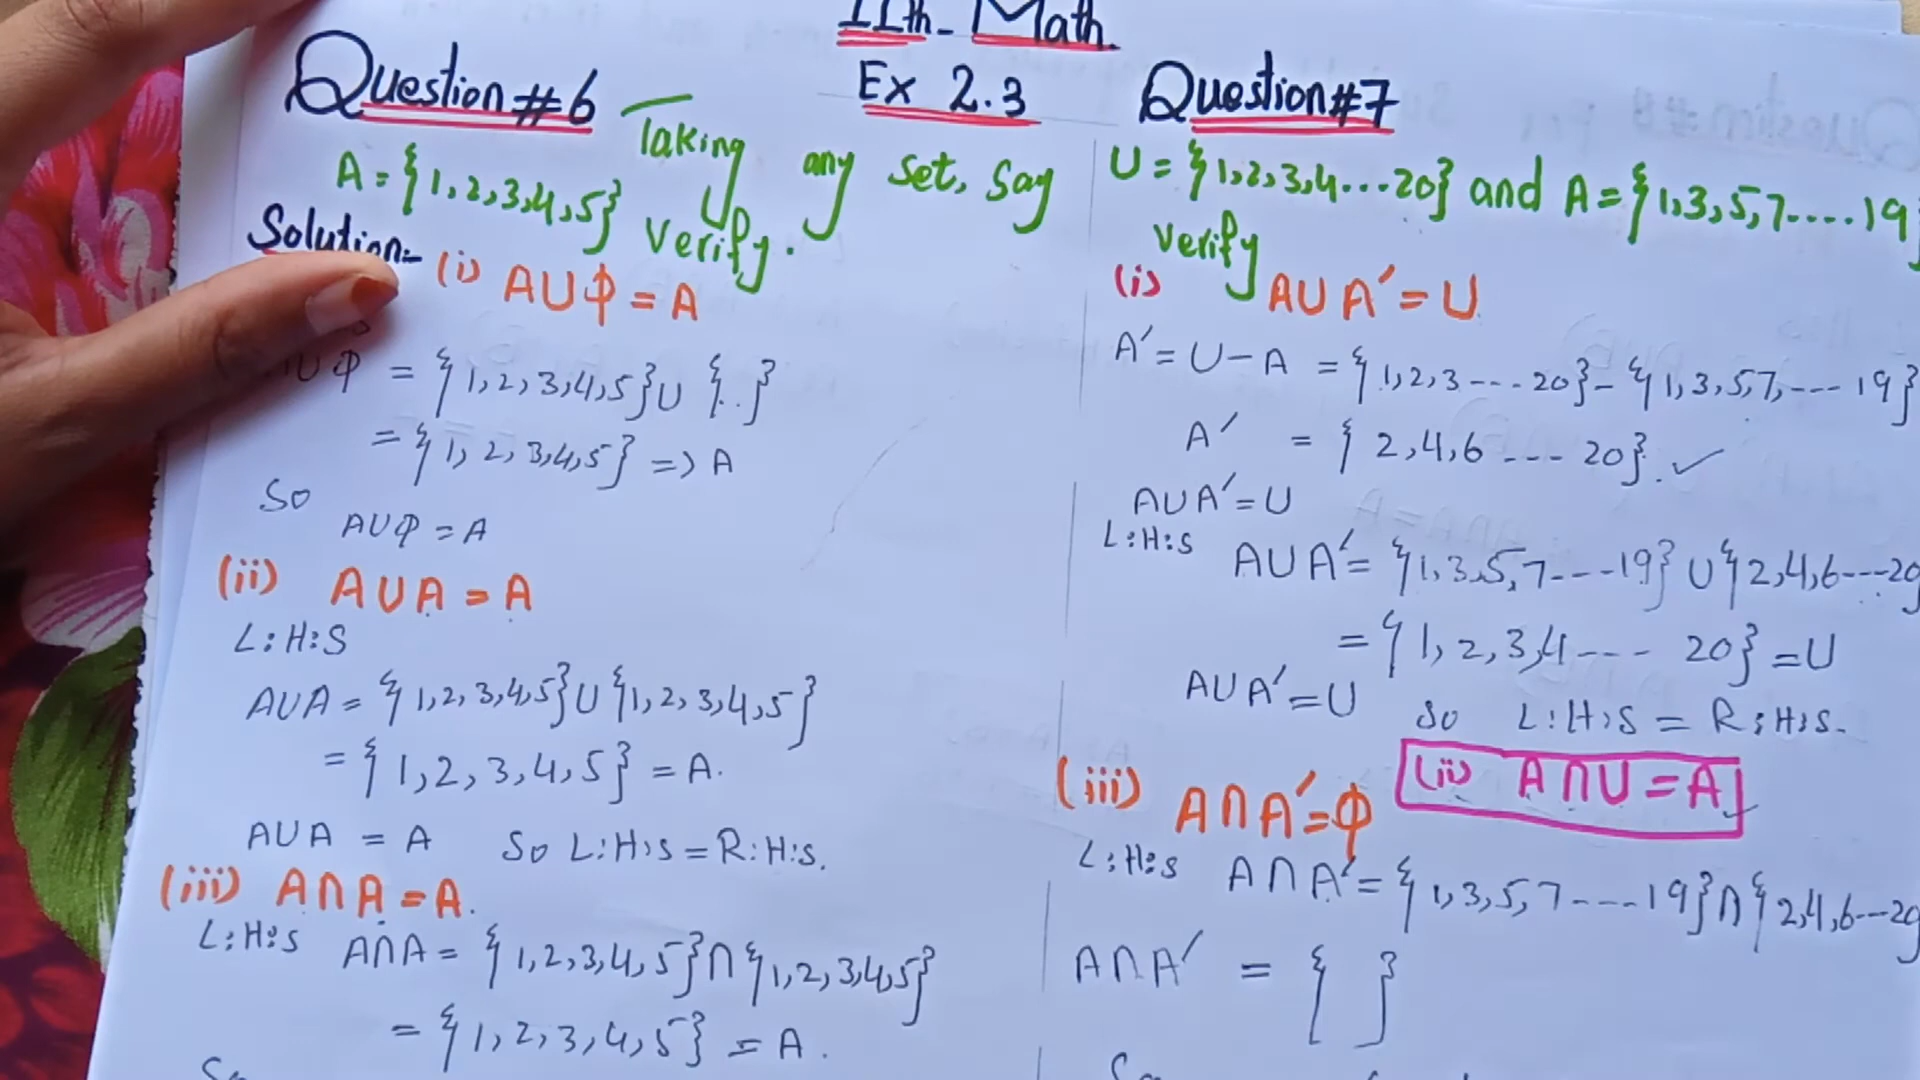 11th- Math.
Ex 2.3
Question#6
Taking any set, say
A = {1,2,3,4,5} verify.
Solution:-
(i) A∪ϕ = A
∪ϕ = {1,2,3,4,5}∪ {..}
= {1,2,3,4,5} => A
So
A∪ϕ = A
(ii) A∪A = A
L:H:S
A∪A = {1,2,3,4,5}∪{1,2,3,4,5}
= {1,2,3,4,5} = A.
A∪A = A So L:H:S = R:H:S.
(iii) A∩A = A.
L:H:S A∩A = {1,2,3,4,5}∩{1,2,3,4,5}
= {1,2,3,4,5} = A.
So
Question#7
U = {1,2,3,4...20} and A = {1,3,5,7....19}
verify
(i) A∪A′ = U
A′ = U - A = {1,2,3---20} - {1,3,5,7,---19}
A′ = {2,4,6---20}. ✓
A∪A′ = U
L:H:S
A∪A′ = {1,3,5,7---19} ∪{2,4,6---20
= {1,2,3,4--- 20} = U
A∪A′ = U So L:H:S = R:H:S.
(ii) A∩U = A
(iii) A∩A′ = ϕ
L:H:S A∩A′ = {1,3,5,7----19}∩{2,4,6--20
A∩A′ = { }